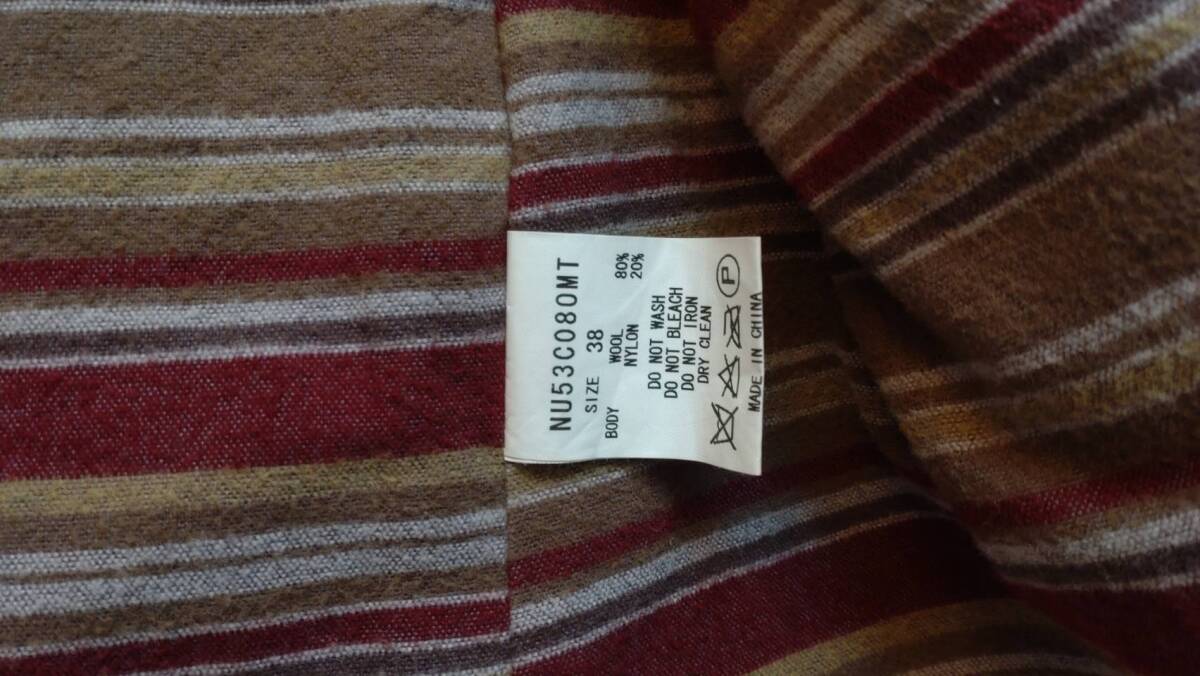 NU53C080MT
SIZE 38
BODY WOOL 80%
NYLON 20%
DO NOT WASH
DO NOT BLEACH
DO NOT IRON
DRY CLEAN
P
MADE IN CHINA